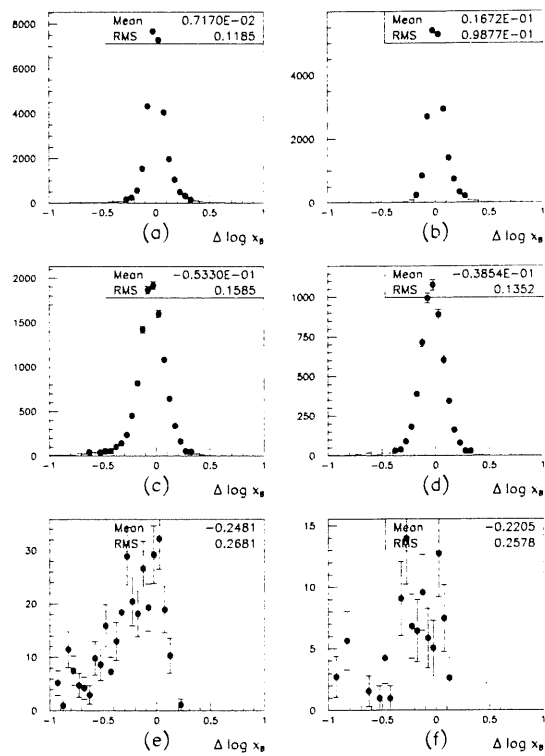 8000
6000
4000
2000
0
Mean 0.7170E-02
RMS 0.1185
-1 -0.5 0 0.5 1
(a) Δ log x_B
6000
4000
2000
0
Mean 0.1672E-01
RMS 0.9877E-01
-1 -0.5 0 0.5 1
(b) Δ log x_B
2000
1500
1000
500
0
Mean -0.5330E-01
RMS 0.1585
-1 -0.5 0 0.5 1
(c) Δ log x_B
1000
750
500
250
0
Mean -0.3854E-01
RMS 0.1352
-1 -0.5 0 0.5 1
(d) Δ log x_B
30
20
10
0
Mean -0.2481
RMS 0.2681
-1 -0.5 0 0.5 1
(e) Δ log x_B
15
10
5
0
Mean -0.2205
RMS 0.2578
-1 -0.5 0 0.5 1
(f) Δ log x_B